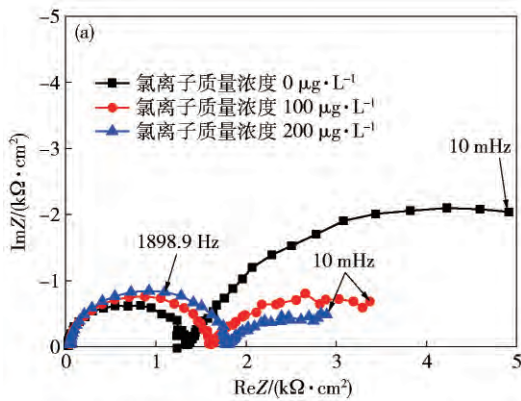 (a)
-5
-4
-3
-2
-1
0
ImZ/(kΩ·cm²)
氯离子质量浓度 0 μg·L⁻¹
氯离子质量浓度 100 μg·L⁻¹
氯离子质量浓度 200 μg·L⁻¹
10 mHz
1898.9 Hz
10 mHz
0 1 2 3 4 5
ReZ/(kΩ·cm²)